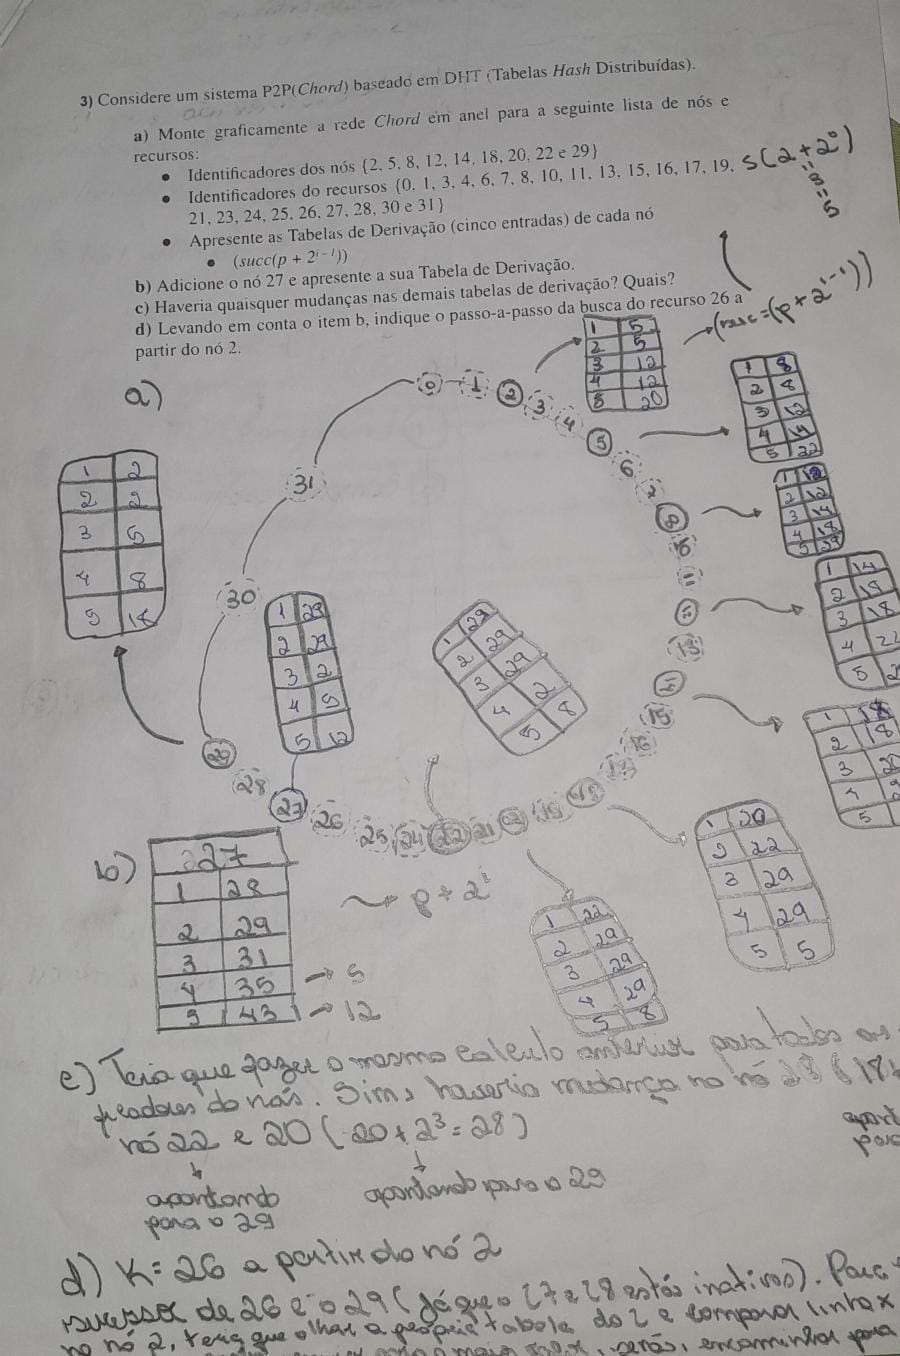 3) Considere um sistema P2P(Chord) baseado em DHT (Tabelas Hash Distribuídas).
a) Monte graficamente a rede Chord em anel para a seguinte lista de nós e
recursos:
• Identificadores dos nós {2, 5, 8, 12, 14, 18, 20, 22 e 29}
• Identificadores do recursos {0, 1, 3, 4, 6, 7, 8, 10, 11, 13, 15, 16, 17, 19,
21, 23, 24, 25, 26, 27, 28, 30 e 31}
• Apresente as Tabelas de Derivação (cinco entradas) de cada nó
• (succ(p + 2^(i-1)))
b) Adicione o nó 27 e apresente a sua Tabela de Derivação.
c) Haveria quaisquer mudanças nas demais tabelas de derivação? Quais?
d) Levando em conta o item b, indique o passo-a-passo da busca do recurso 26 a
partir do nó 2.
S(2 + 2^0)
=3=5
(p + 2^(i-1)))
a)
0 1 2 3 4 5 6 7 8 10 11 12 13 14 15 16 17 18 19 20 21 22 24 25 26 27 28 29 30 31
1 5
2 5
3 12
4 12
5 20
1 8
2 8
3 12
4 14
5 22
1 12
2 12
3 14
4 18
5 29
1 14
2 14
3 18
4 22
5
1 18
2 18
3
4
5
1 20
2 22
3 29
4 29
5 5
1 22
2 29
3 29
4 29
5 8
1 29
2 29
3 29
4 2
5 8
1 29
2 29
3 2
4 5
5 12
1 2
2 2
3 5
4 8
5 18
b)
27
1 28
2 29
3 31
4 35 → 5
5 43 → 12
p + 2^i
c) Teria que fazer o mesmo calculo anterior para todos os
do nós. Sim, haveria mudança no nó
nó 22 e 20 (20 + 2^3 = 28)
apontando
para o 29
apontando para o 29
d) K = 26 a partir do nó 2
sucessor de 26 é o 29 (já que o 27 e 28 estão inativos). Para
no nó 2, teria que olhar a própria tabela do 2 e comparar linha x
encaminhar para